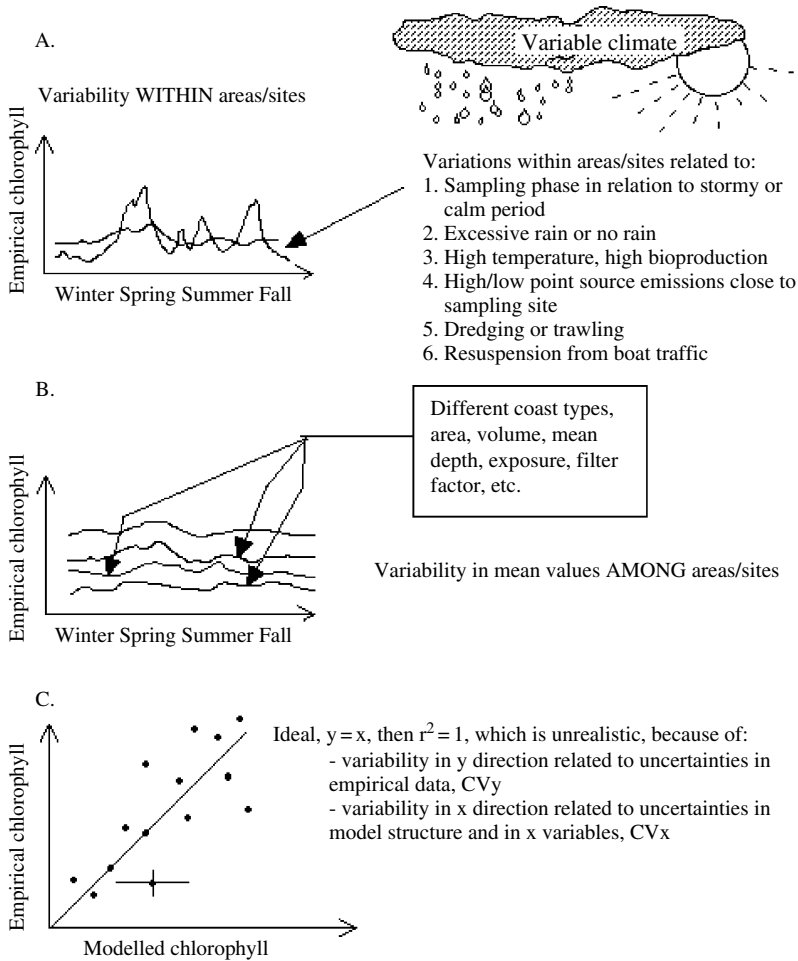 A.
Variable climate
Variability WITHIN areas/sites
Empirical chlorophyll
Winter Spring Summer Fall
Variations within areas/sites related to:
1. Sampling phase in relation to stormy or
calm period
2. Excessive rain or no rain
3. High temperature, high bioproduction
4. High/low point source emissions close to
sampling site
5. Dredging or trawling
6. Resuspension from boat traffic
B.
Different coast types,
area, volume, mean
depth, exposure, filter
factor, etc.
Empirical chlorophyll
Winter Spring Summer Fall
Variability in mean values AMONG areas/sites
C.
Empirical chlorophyll
Modelled chlorophyll
Ideal, y = x, then r² = 1, which is unrealistic, because of:
- variability in y direction related to uncertainties in
empirical data, CVy
- variability in x direction related to uncertainties in
model structure and in x variables, CVx